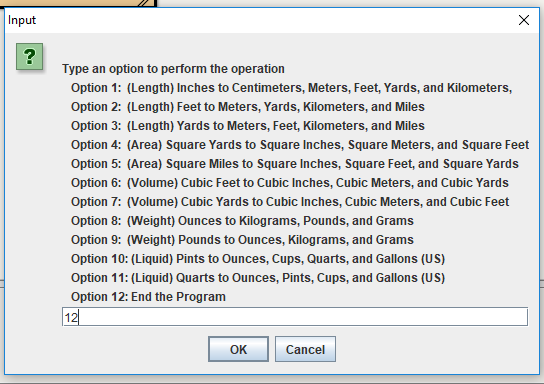 Input
?
Type an option to perform the operation
Option 1: (Length) Inches to Centimeters, Meters, Feet, Yards, and Kilometers,
Option 2: (Length) Feet to Meters, Yards, Kilometers, and Miles
Option 3: (Length) Yards to Meters, Feet, Kilometers, and Miles
Option 4: (Area) Square Yards to Square Inches, Square Meters, and Square Feet
Option 5: (Area) Square Miles to Square Inches, Square Feet, and Square Yards
Option 6: (Volume) Cubic Feet to Cubic Inches, Cubic Meters, and Cubic Yards
Option 7: (Volume) Cubic Yards to Cubic Inches, Cubic Meters, and Cubic Feet
Option 8: (Weight) Ounces to Kilograms, Pounds, and Grams
Option 9: (Weight) Pounds to Ounces, Kilograms, and Grams
Option 10: (Liquid) Pints to Ounces, Cups, Quarts, and Gallons (US)
Option 11: (Liquid) Quarts to Ounces, Pints, Cups, and Gallons (US)
Option 12: End the Program
12
OK Cancel